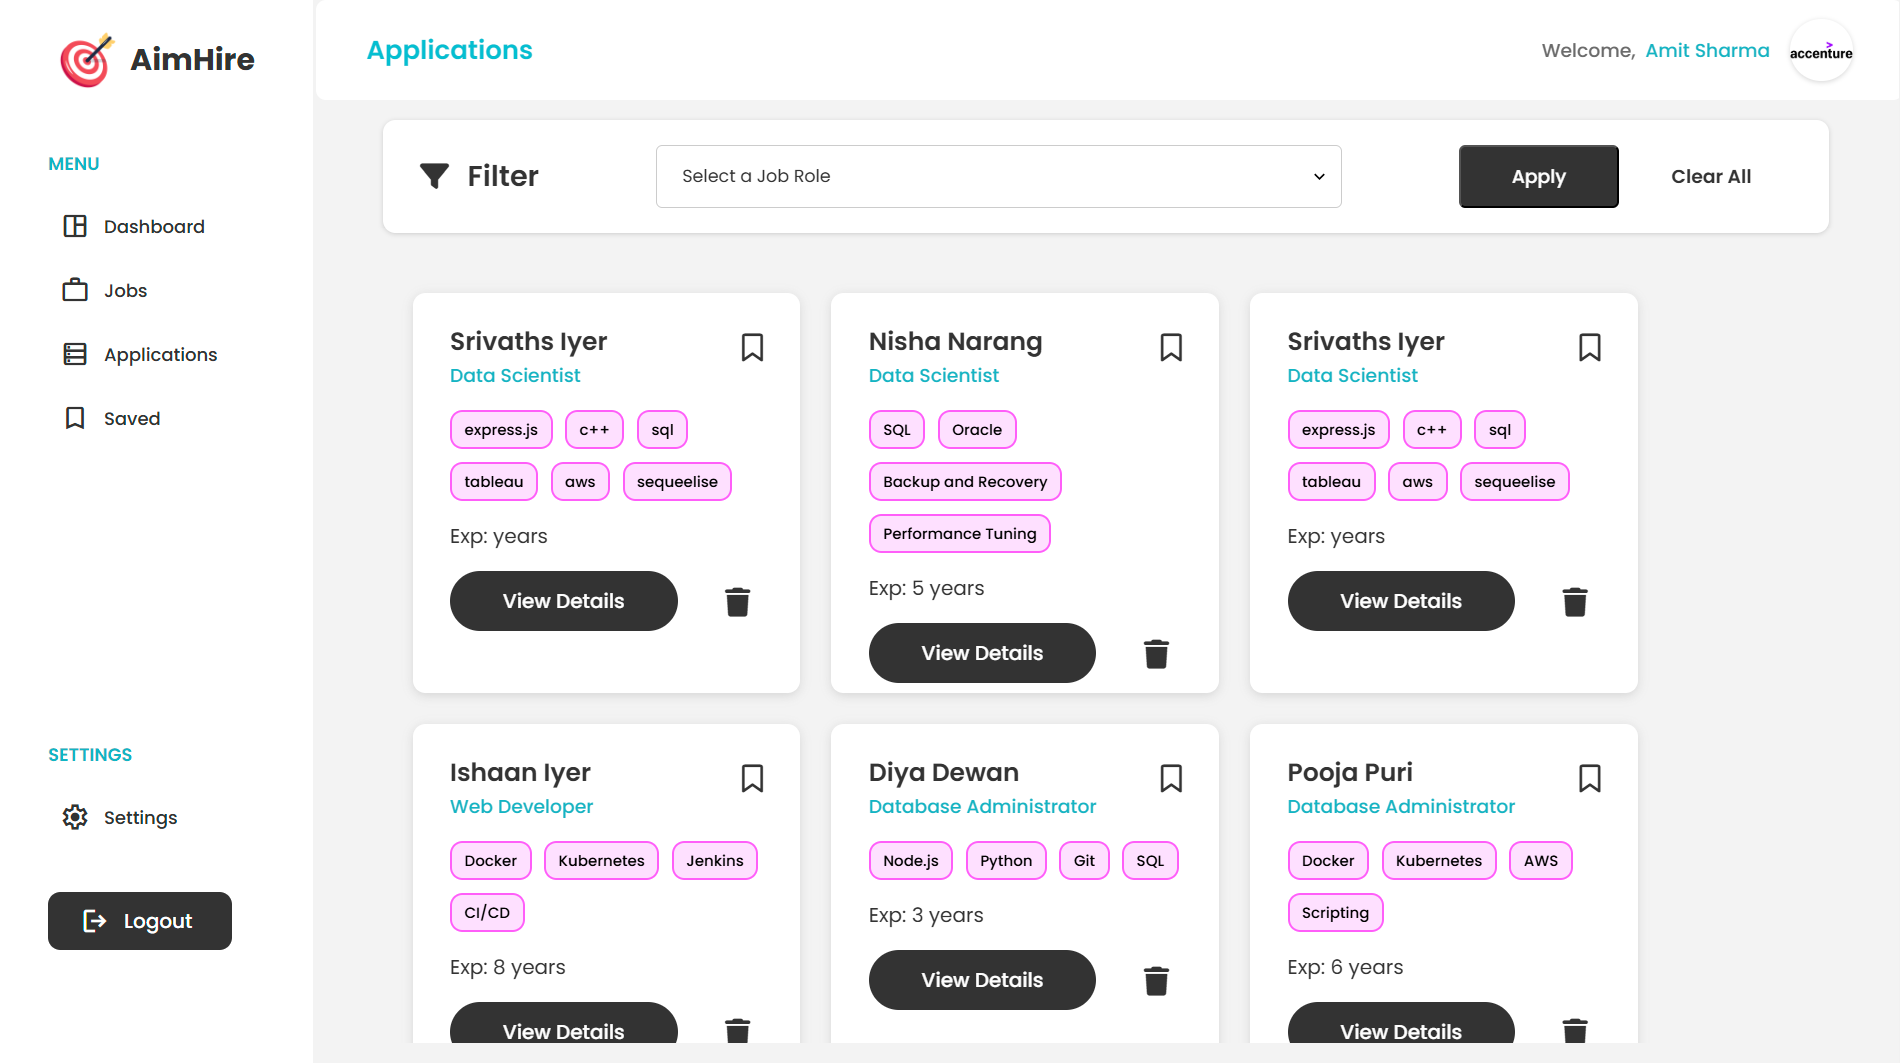 AimHire
MENU
Dashboard
Jobs
Applications
Saved
SETTINGS
Settings
Logout
Applications
Welcome, Amit Sharma
accenture
Filter
Select a Job Role
Apply
Clear All
Srivaths Iyer
Data Scientist
express.js c++ sql
tableau aws sequeelise
Exp: years
View Details
Nisha Narang
Data Scientist
SQL Oracle
Backup and Recovery
Performance Tuning
Exp: 5 years
View Details
Srivaths Iyer
Data Scientist
express.js c++ sql
tableau aws sequeelise
Exp: years
View Details
Ishaan Iyer
Web Developer
Docker Kubernetes Jenkins
CI/CD
Exp: 8 years
View Details
Diya Dewan
Database Administrator
Node.js Python Git SQL
Exp: 3 years
View Details
Pooja Puri
Database Administrator
Docker Kubernetes AWS
Scripting
Exp: 6 years
View Details